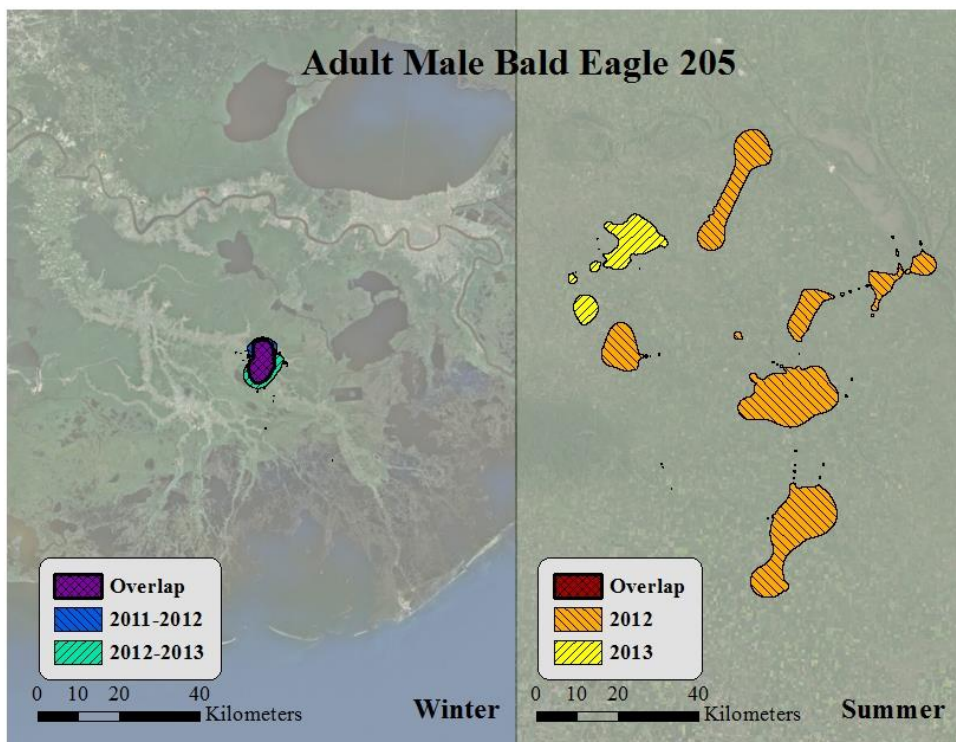 Adult Male Bald Eagle 205
Overlap
2011-2012
2012-2013
0 10 20 40
Kilometers
Winter
Overlap
2012
2013
0 10 20 40
Kilometers
Summer